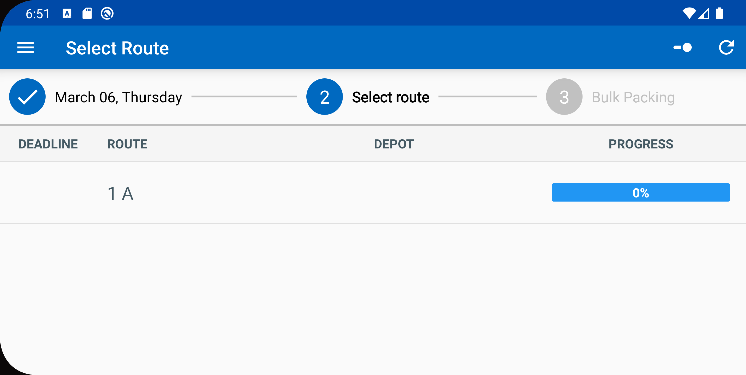 6:51
Select Route
March 06, Thursday
2 Select route
3 Bulk Packing
DEADLINE ROUTE DEPOT PROGRESS
1 A 0%